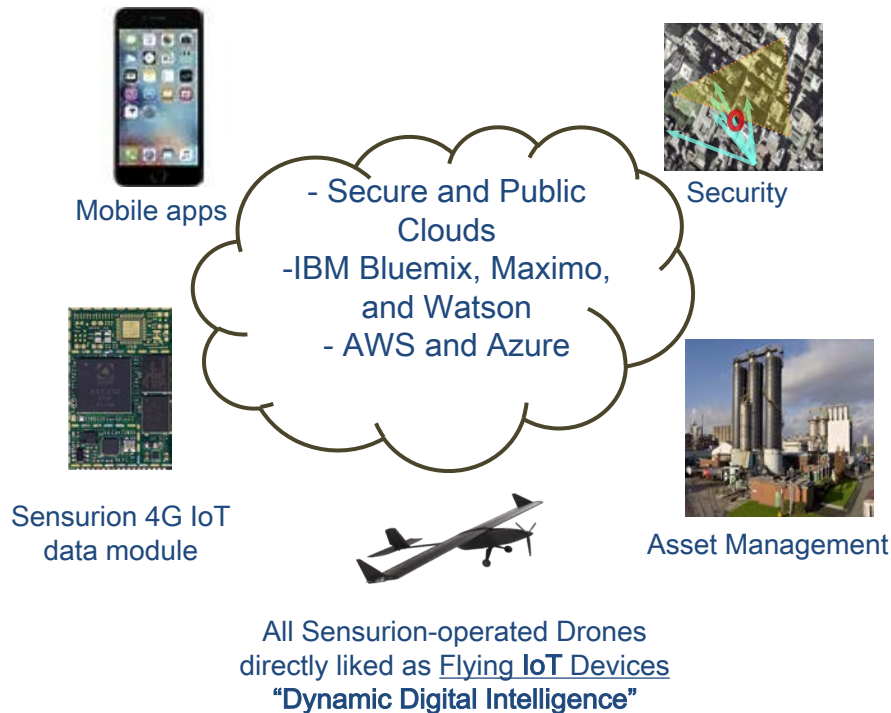 Mobile apps
Security
- Secure and Public
Clouds
-IBM Bluemix, Maximo,
and Watson
- AWS and Azure
Sensurion 4G IoT
data module
Asset Management
All Sensurion-operated Drones
directly liked as Flying IoT Devices
“Dynamic Digital Intelligence”